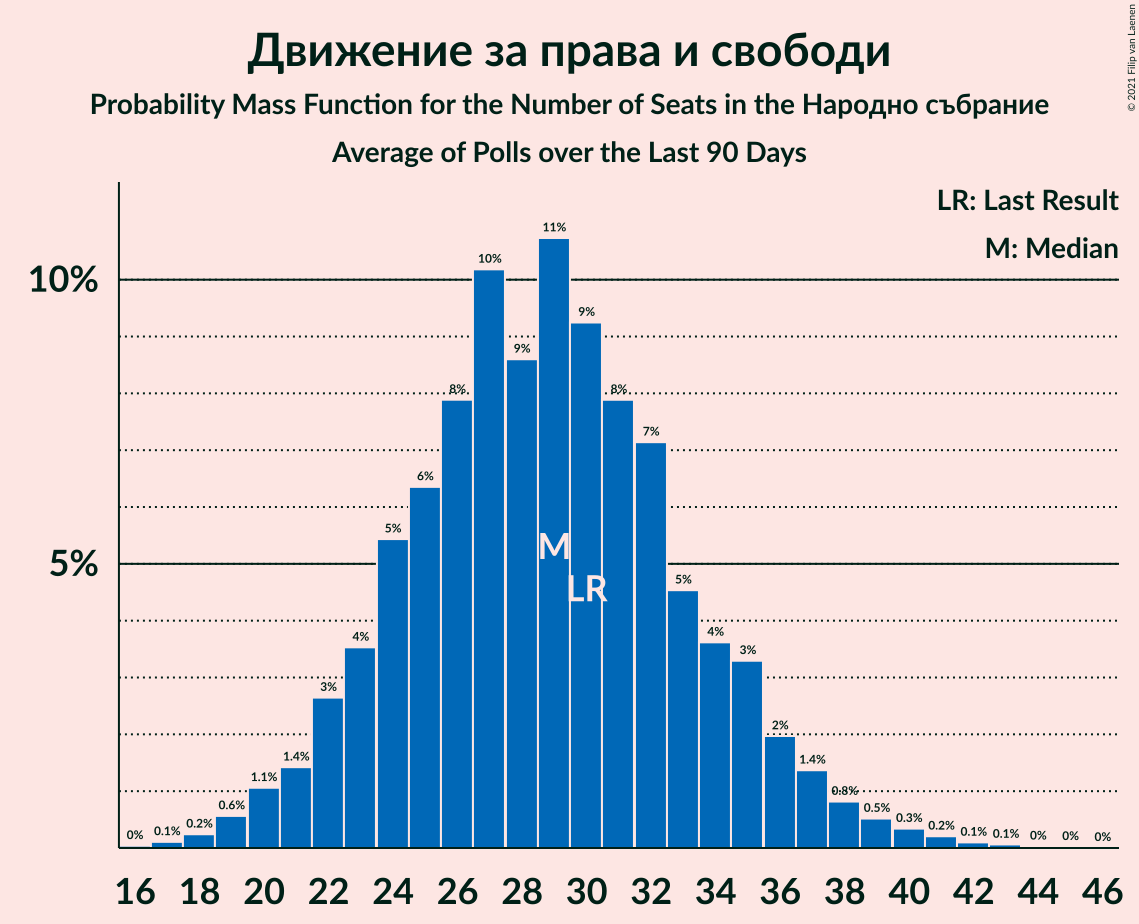 Движение за права и свободи
Probability Mass Function for the Number of Seats in the Народно събрание
Average of Polls over the Last 90 Days
© 2021 Filip van Laenen
LR: Last Result
M: Median
10%
5%
0% 0.1% 0.2% 0.6% 1.1% 1.4% 3% 4% 5% 6% 8% 10% 9% 11% 9% 8% 7% 5% 4% 3% 2% 1.4% 0.8% 0.5% 0.3% 0.2% 0.1% 0.1% 0% 0% 0%
M
LR
16 18 20 22 24 26 28 30 32 34 36 38 40 42 44 46